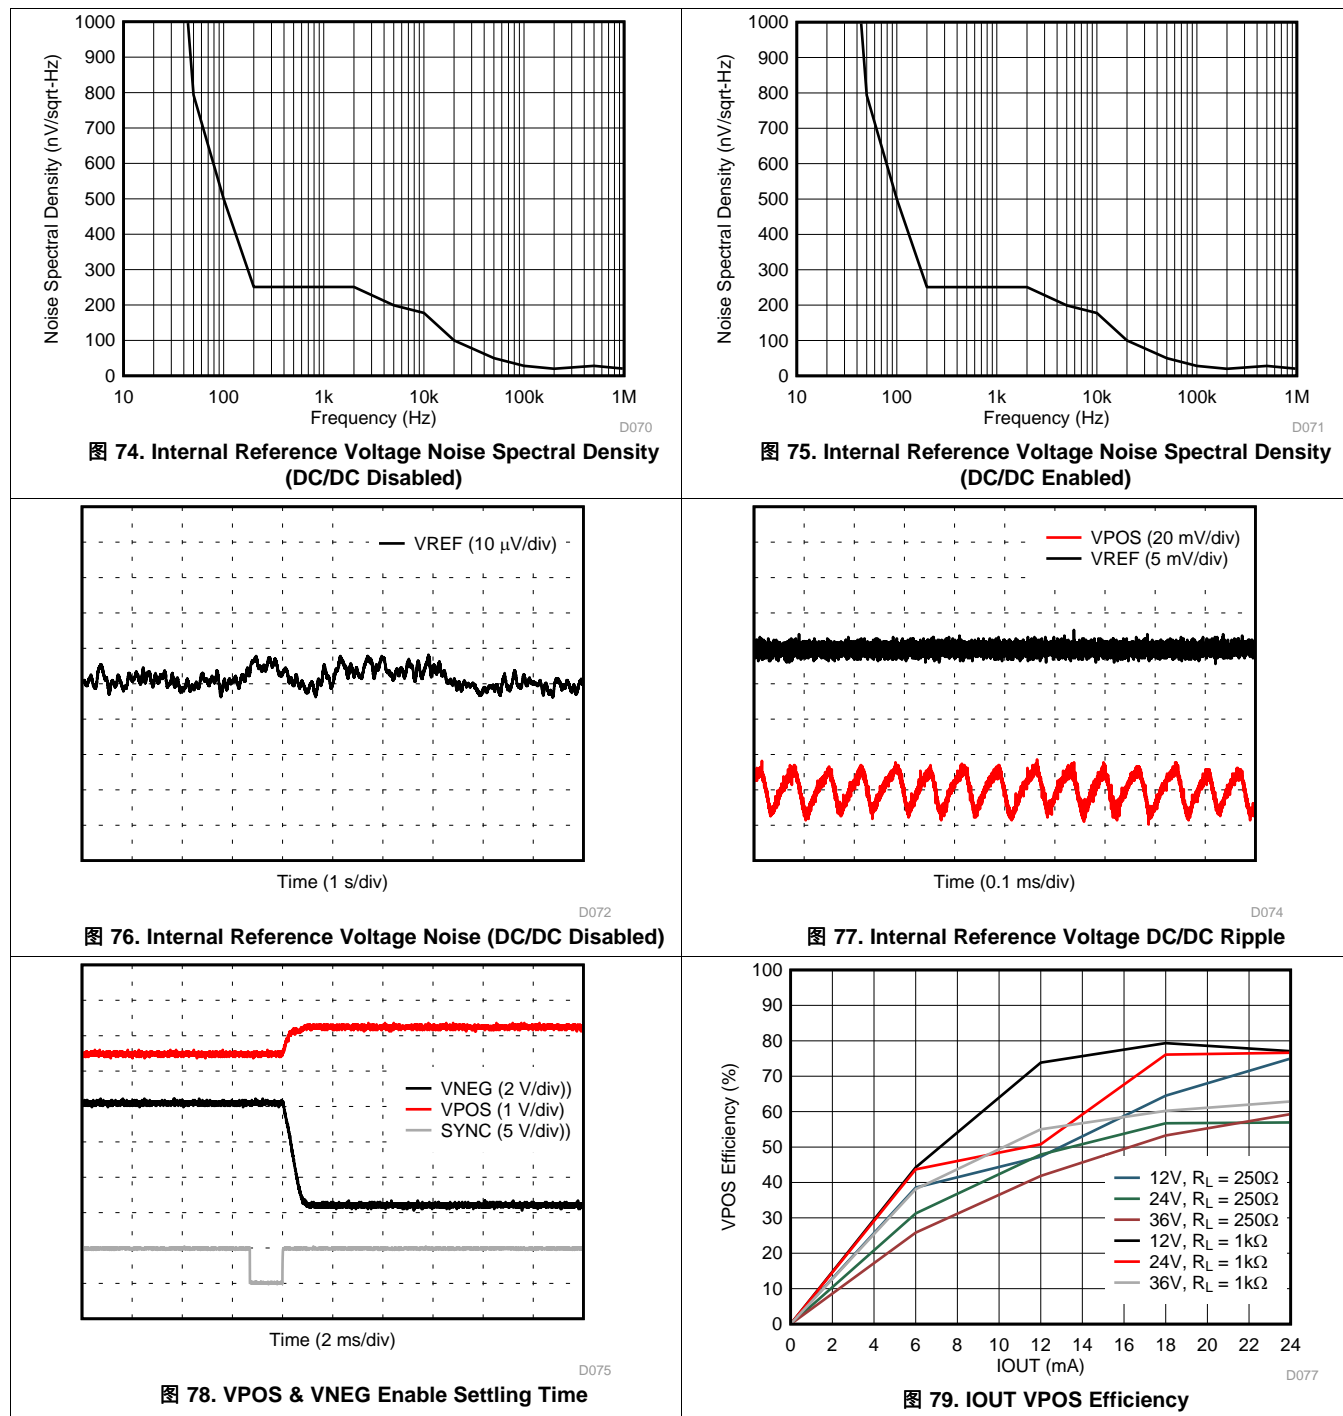 1000
900
800
700
600
500
400
300
200
100
0
Noise Spectral Density (nV/sqrt-Hz)
10 100 1k 10k 100k 1M
Frequency (Hz)
D070
图 74. Internal Reference Voltage Noise Spectral Density
(DC/DC Disabled)
1000
900
800
700
600
500
400
300
200
100
0
Noise Spectral Density (nV/sqrt-Hz)
10 100 1k 10k 100k 1M
Frequency (Hz)
D071
图 75. Internal Reference Voltage Noise Spectral Density
(DC/DC Enabled)
VREF (10 µV/div)
Time (1 s/div)
D072
图 76. Internal Reference Voltage Noise (DC/DC Disabled)
VPOS (20 mV/div)
VREF (5 mV/div)
Time (0.1 ms/div)
D074
图 77. Internal Reference Voltage DC/DC Ripple
VNEG (2 V/div))
VPOS (1 V/div)
SYNC (5 V/div))
Time (2 ms/div)
D075
图 78. VPOS & VNEG Enable Settling Time
100
90
80
70
60
50
40
30
20
10
0
VPOS Efficiency (%)
12V, RL = 250Ω
24V, RL = 250Ω
36V, RL = 250Ω
12V, RL = 1kΩ
24V, RL = 1kΩ
36V, RL = 1kΩ
0 2 4 6 8 10 12 14 16 18 20 22 24
IOUT (mA)
D077
图 79. IOUT VPOS Efficiency